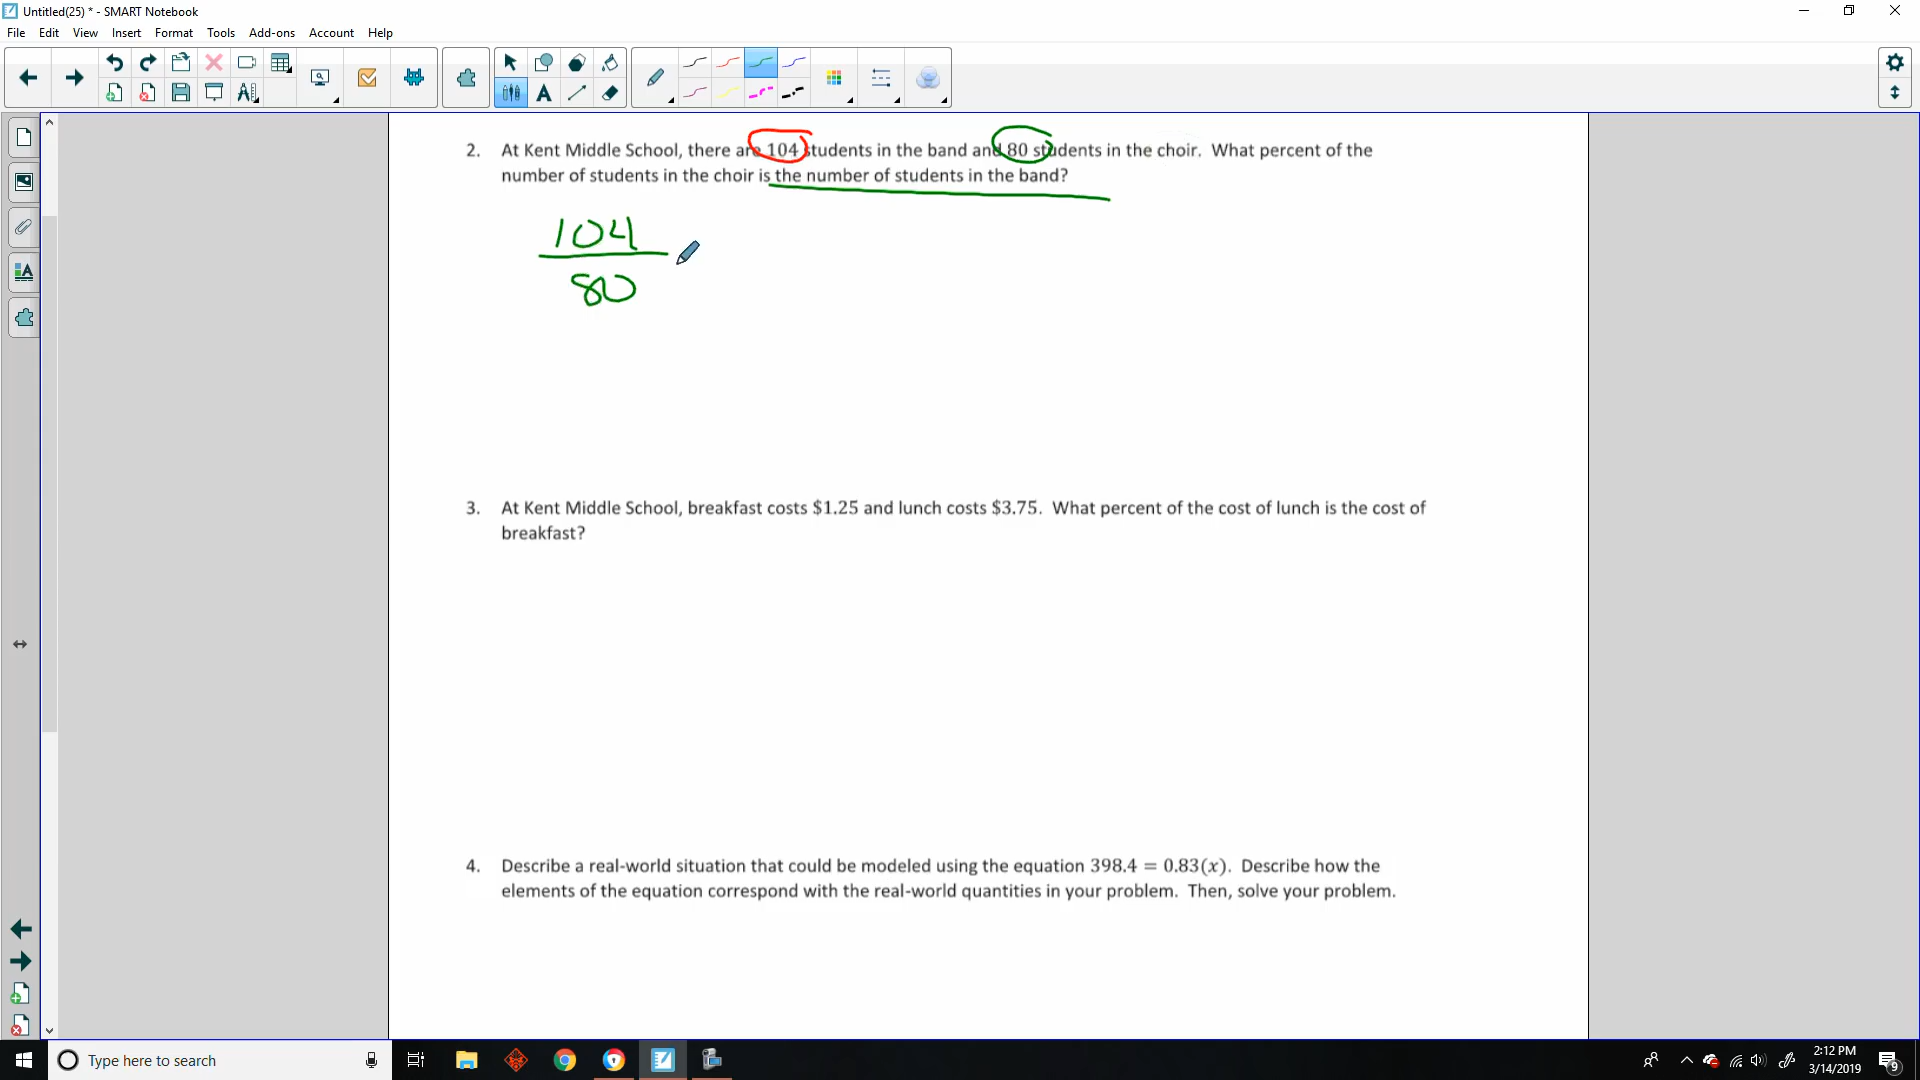 Untitled(25) * - SMART Notebook
File Edit View Insert Format Tools Add-ons Account Help
2. At Kent Middle School, there are 104 students in the band and 80 students in the choir. What percent of the
number of students in the choir is the number of students in the band?
104
80
3. At Kent Middle School, breakfast costs $1.25 and lunch costs $3.75. What percent of the cost of lunch is the cost of
breakfast?
4. Describe a real-world situation that could be modeled using the equation 398.4 = 0.83(x). Describe how the
elements of the equation correspond with the real-world quantities in your problem. Then, solve your problem.
Type here to search
2:12 PM
3/14/2019
9